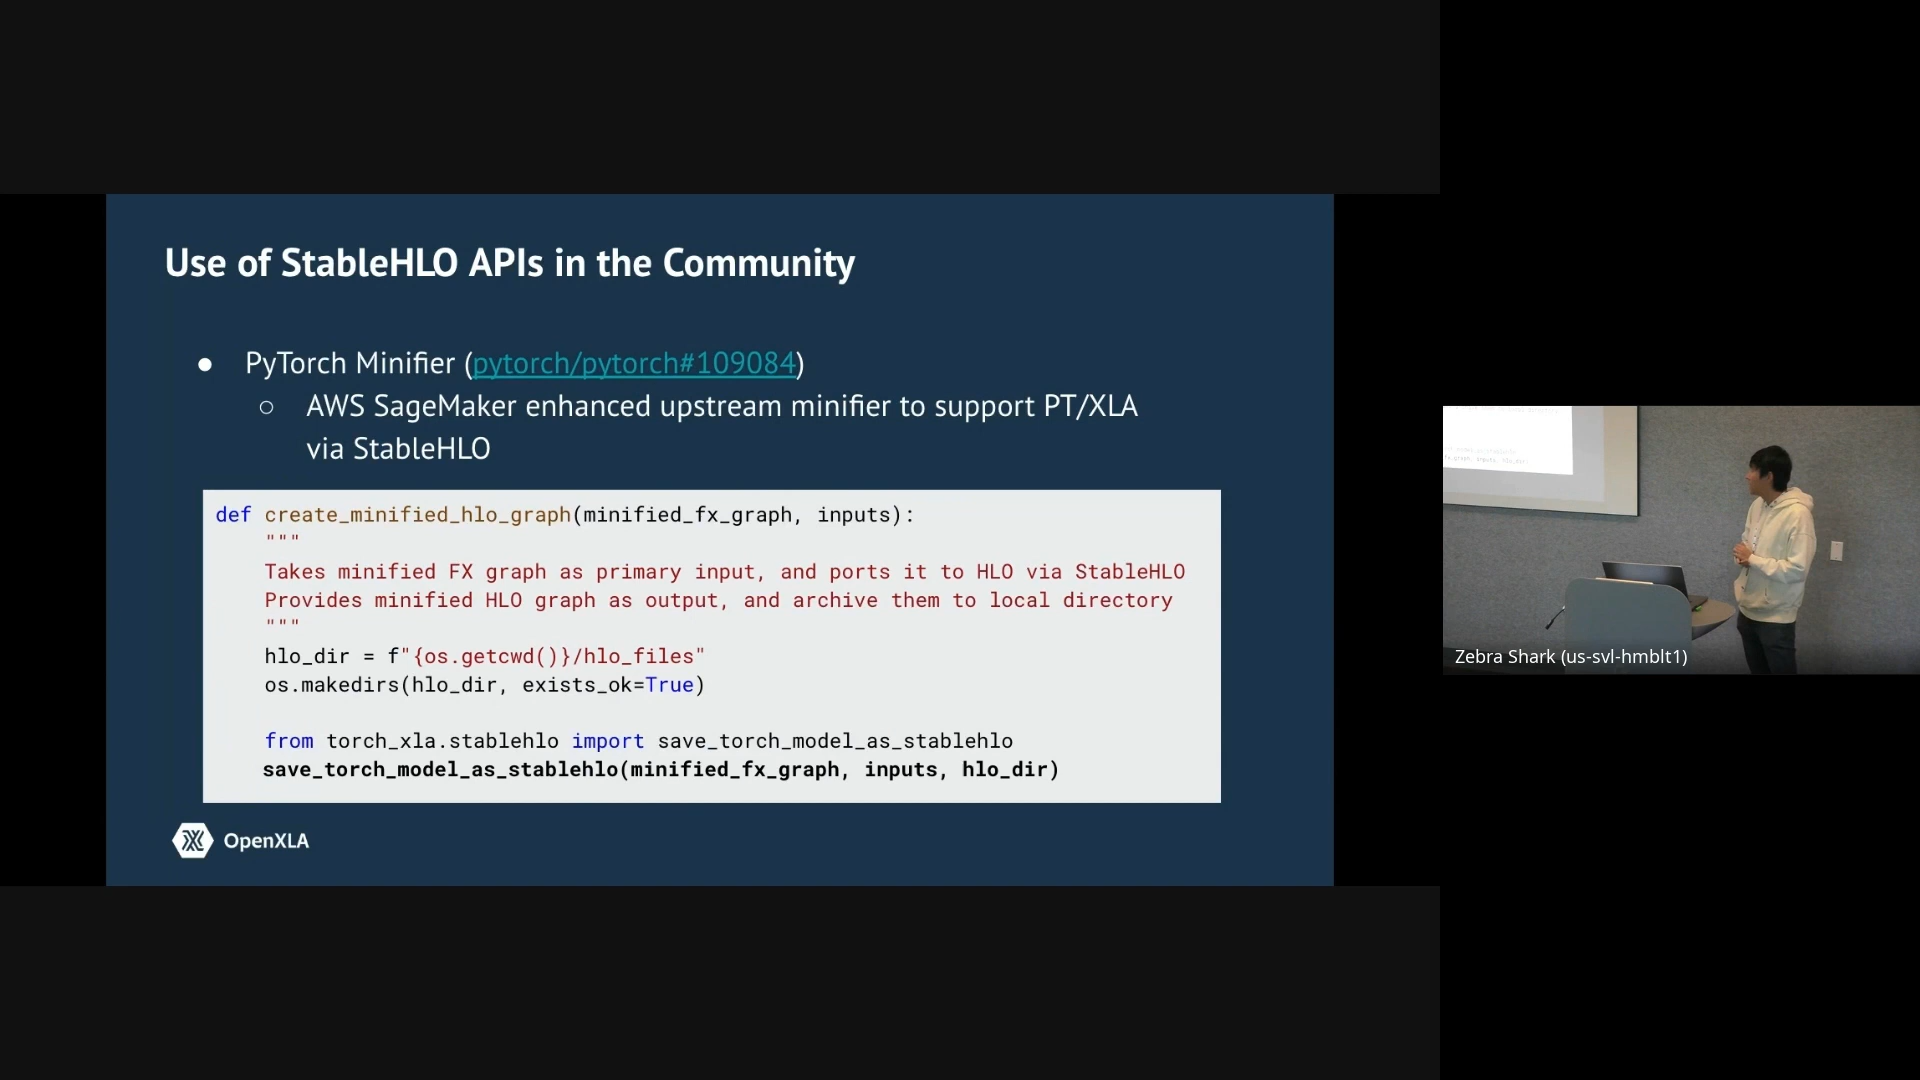 Use of StableHLO APIs in the Community
● PyTorch Minifier (pytorch/pytorch#109084)
○ AWS SageMaker enhanced upstream minifier to support PT/XLA
via StableHLO
def create_minified_hlo_graph(minified_fx_graph, inputs):
"""
Takes minified FX graph as primary input, and ports it to HLO via StableHLO
Provides minified HLO graph as output, and archive them to local directory
"""
hlo_dir = f"{os.getcwd()}/hlo_files"
os.makedirs(hlo_dir, exists_ok=True)
from torch_xla.stablehlo import save_torch_model_as_stablehlo
save_torch_model_as_stablehlo(minified_fx_graph, inputs, hlo_dir)
OpenXLA
Zebra Shark (us-svl-hmblt1)